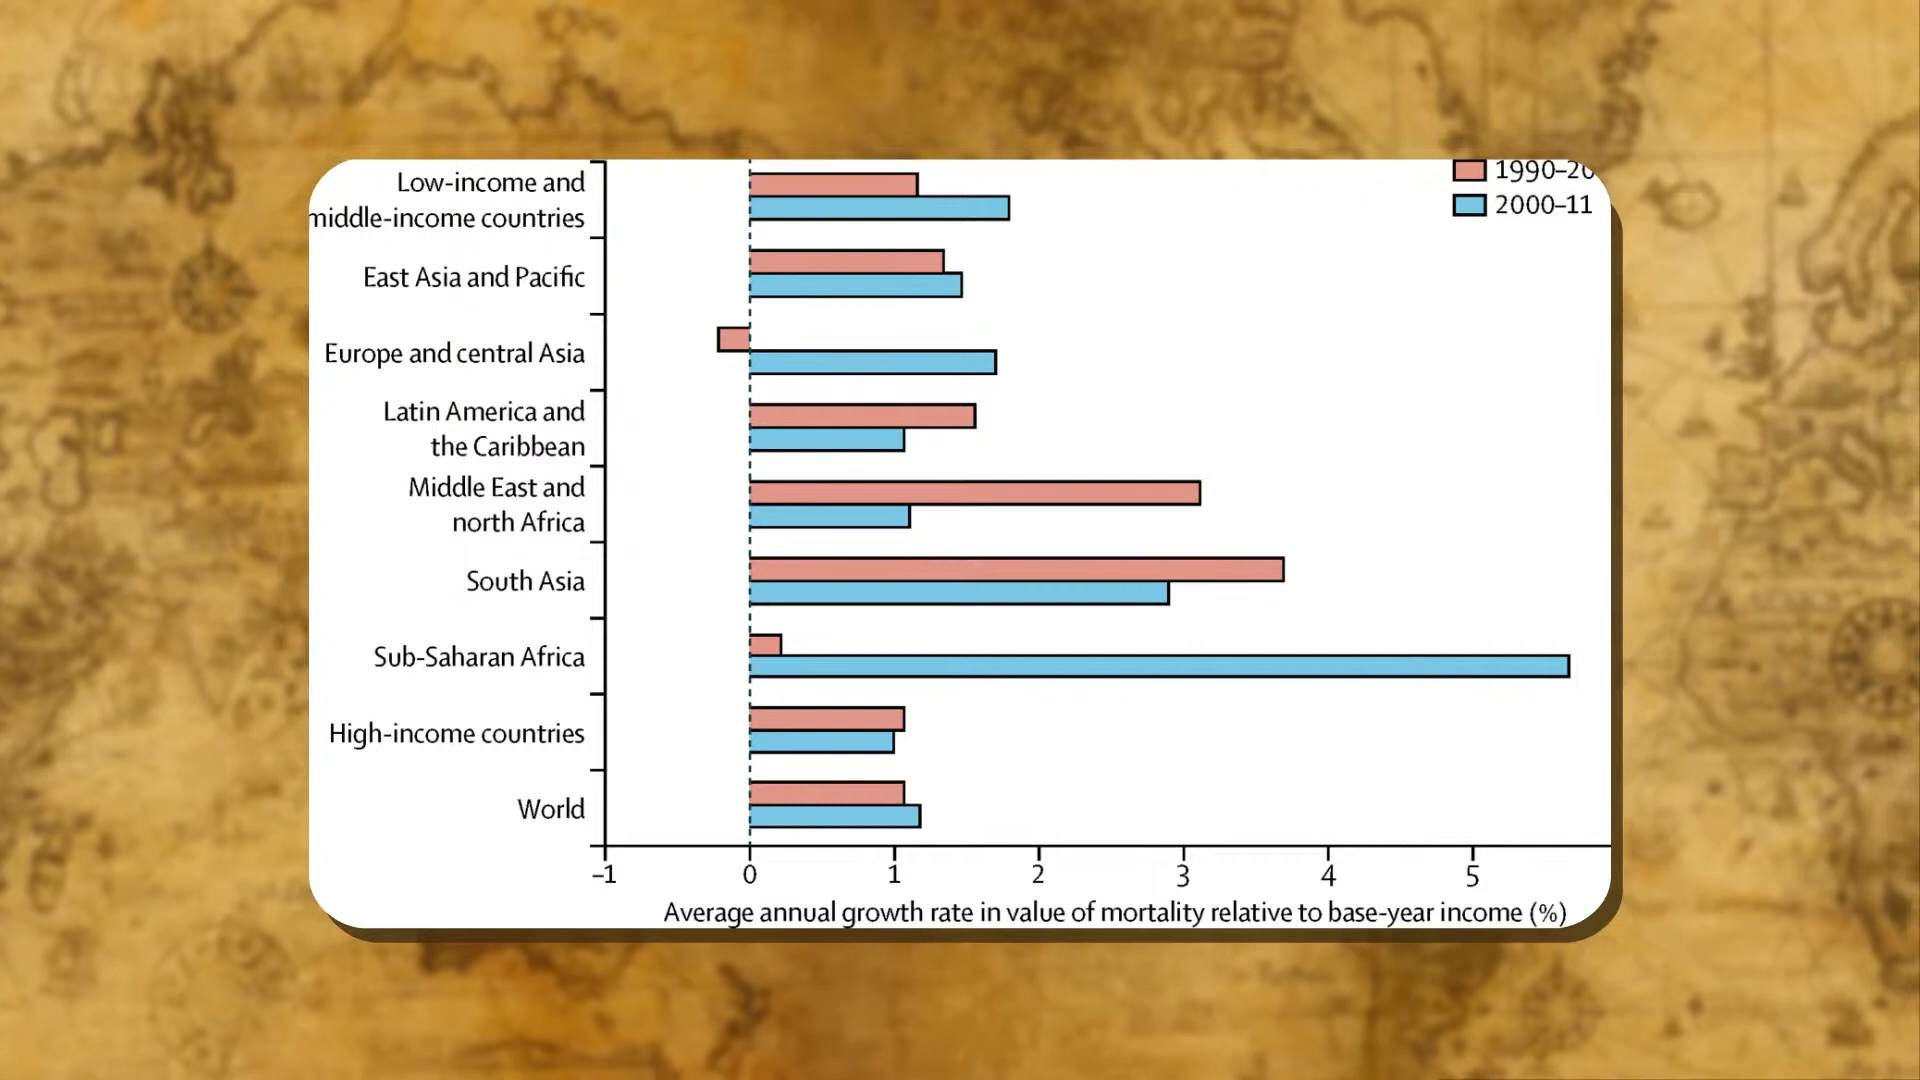 1990–20
2000–11
Low-income and
middle-income countries
East Asia and Pacific
Europe and central Asia
Latin America and
the Caribbean
Middle East and
north Africa
South Asia
Sub-Saharan Africa
High-income countries
World
–1 0 1 2 3 4 5
Average annual growth rate in value of mortality relative to base-year income (%)